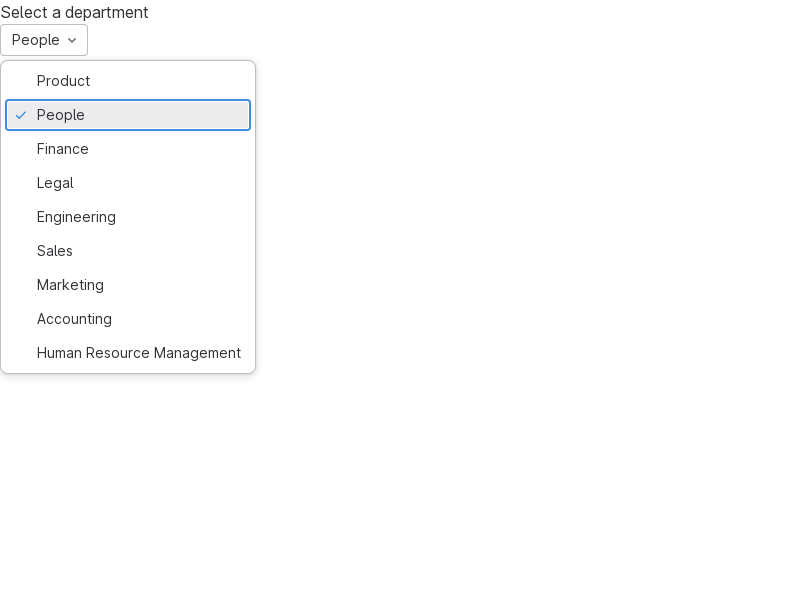 Select a department
People
Product
People
Finance
Legal
Engineering
Sales
Marketing
Accounting
Human Resource Management